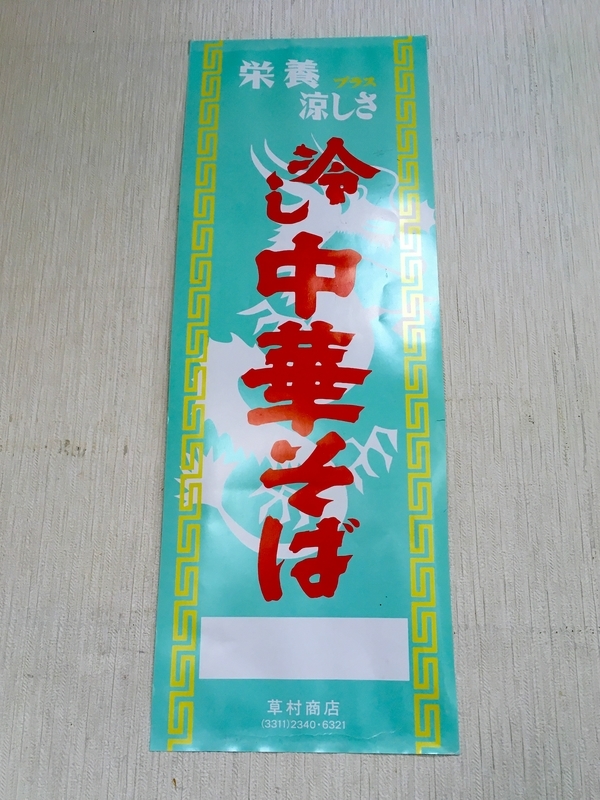 栄養 プラス
涼しさ
冷し中華そば
草村商店
(3311)2340・6321